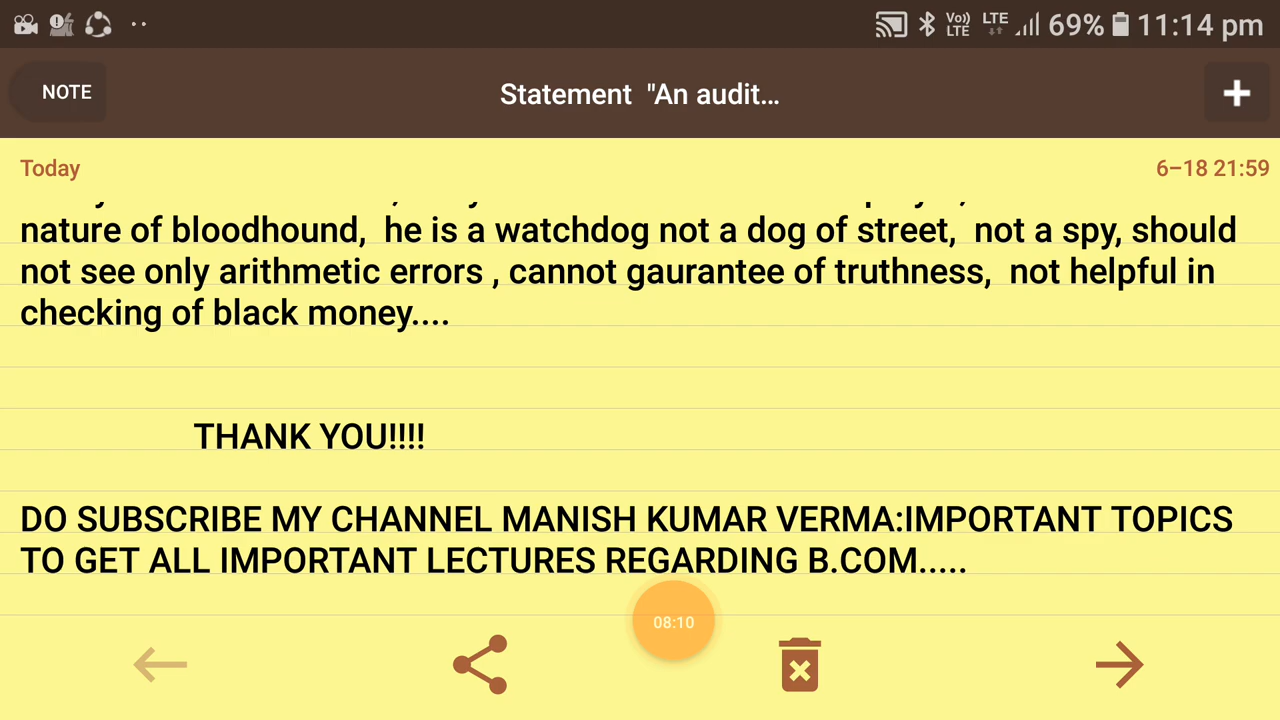 Vo)) LTE LTE 69% 11:14 pm
NOTE
Statement "An audit...
Today
6-18 21:59
nature of bloodhound, he is a watchdog not a dog of street, not a spy, should
not see only arithmetic errors , cannot gaurantee of truthness, not helpful in
checking of black money....
THANK YOU!!!!
DO SUBSCRIBE MY CHANNEL MANISH KUMAR VERMA:IMPORTANT TOPICS
TO GET ALL IMPORTANT LECTURES REGARDING B.COM.....
08:10